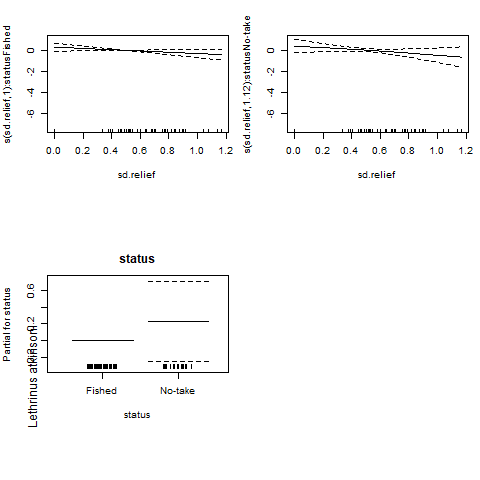 s(sd.relief,1):statusFished
0
-2
-4
-6
0.0 0.2 0.4 0.6 0.8 1.0 1.2
sd.relief
s(sd.relief,1.12):statusNo-take
0
-2
-4
-6
0.0 0.2 0.4 0.6 0.8 1.0 1.2
sd.relief
status
Partial for status
0.6
0.2
Lethrinus atkinsoni
Fished No-take
status